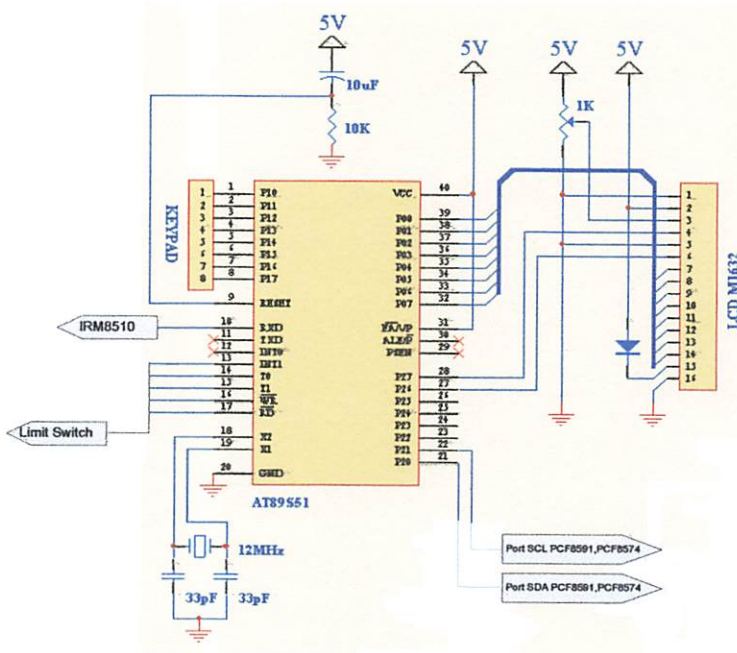 5V
10uF
10K
5V
5V
5V
1K
KEYPAD
1
2
3
4
5
6
7
8
1
2
3
4
5
6
7
8
9
10
11
12
13
14
15
16
17
18
19
20
P10
P11
P12
P13
P14
P15
P16
P17
RESET
RXD
TXD
INT0
INT1
T0
T1
WR
RD
X2
X1
GND
VCC
P00
P01
P02
P03
P04
P05
P06
P07
EA/VP
ALEP
PSEN
P27
P26
P25
P24
P23
P22
P21
P20
40
39
38
37
36
35
34
33
32
31
30
29
28
27
26
25
24
23
22
21
AT89S51
1
2
3
4
5
6
7
8
9
10
11
12
13
14
15
16
LCD M1632
IRM8510
Limit Switch
12MHz
33pF
33pF
Port SCL PCF8591,PCF8574
Port SDA PCF8591,PCF8574